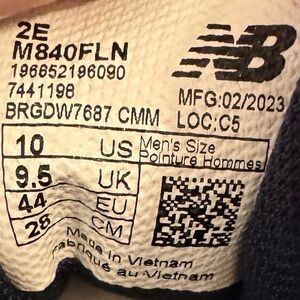 2E
M840FLN
196652196090
7441198
BRGDW7687 CMM
NB
MFG:02/2023
LOC:C5
10 US Men's Size
Pointure Hommes
9.5 UK
44 EU
28 CM
Made in Vietnam
Fabriqué au Vietnam